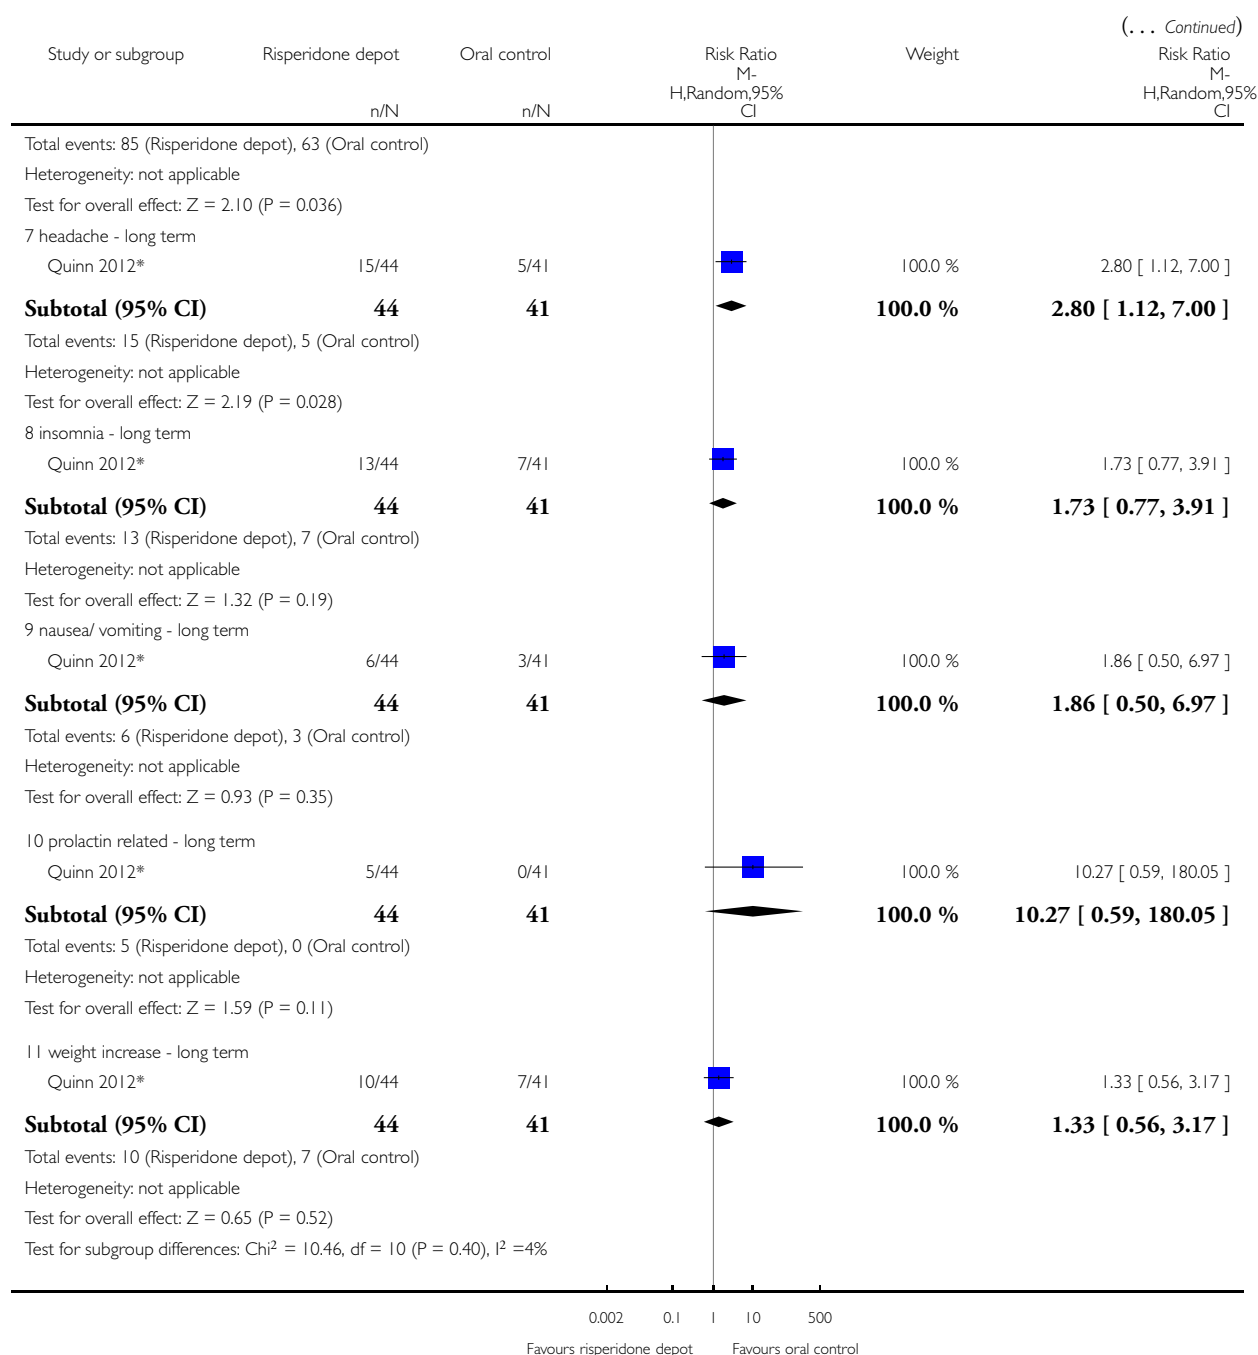 (... Continued)
Study or subgroup Risperidone depot Oral control Risk Ratio Weight Risk Ratio
M- M-
H,Random,95% H,Random,95%
n/N n/N CI CI
Total events: 85 (Risperidone depot), 63 (Oral control)
Heterogeneity: not applicable
Test for overall effect: Z = 2.10 (P = 0.036)
7 headache - long term
Quinn 2012* 15/44 5/41 100.0 % 2.80 [ 1.12, 7.00 ]
Subtotal (95% CI) 44 41 100.0 % 2.80 [ 1.12, 7.00 ]
Total events: 15 (Risperidone depot), 5 (Oral control)
Heterogeneity: not applicable
Test for overall effect: Z = 2.19 (P = 0.028)
8 insomnia - long term
Quinn 2012* 13/44 7/41 100.0 % 1.73 [ 0.77, 3.91 ]
Subtotal (95% CI) 44 41 100.0 % 1.73 [ 0.77, 3.91 ]
Total events: 13 (Risperidone depot), 7 (Oral control)
Heterogeneity: not applicable
Test for overall effect: Z = 1.32 (P = 0.19)
9 nausea/ vomiting - long term
Quinn 2012* 6/44 3/41 100.0 % 1.86 [ 0.50, 6.97 ]
Subtotal (95% CI) 44 41 100.0 % 1.86 [ 0.50, 6.97 ]
Total events: 6 (Risperidone depot), 3 (Oral control)
Heterogeneity: not applicable
Test for overall effect: Z = 0.93 (P = 0.35)
10 prolactin related - long term
Quinn 2012* 5/44 0/41 100.0 % 10.27 [ 0.59, 180.05 ]
Subtotal (95% CI) 44 41 100.0 % 10.27 [ 0.59, 180.05 ]
Total events: 5 (Risperidone depot), 0 (Oral control)
Heterogeneity: not applicable
Test for overall effect: Z = 1.59 (P = 0.11)
11 weight increase - long term
Quinn 2012* 10/44 7/41 100.0 % 1.33 [ 0.56, 3.17 ]
Subtotal (95% CI) 44 41 100.0 % 1.33 [ 0.56, 3.17 ]
Total events: 10 (Risperidone depot), 7 (Oral control)
Heterogeneity: not applicable
Test for overall effect: Z = 0.65 (P = 0.52)
Test for subgroup differences: Chi² = 10.46, df = 10 (P = 0.40), I² =4%
0.002 0.1 1 10 500
Favours risperidone depot Favours oral control